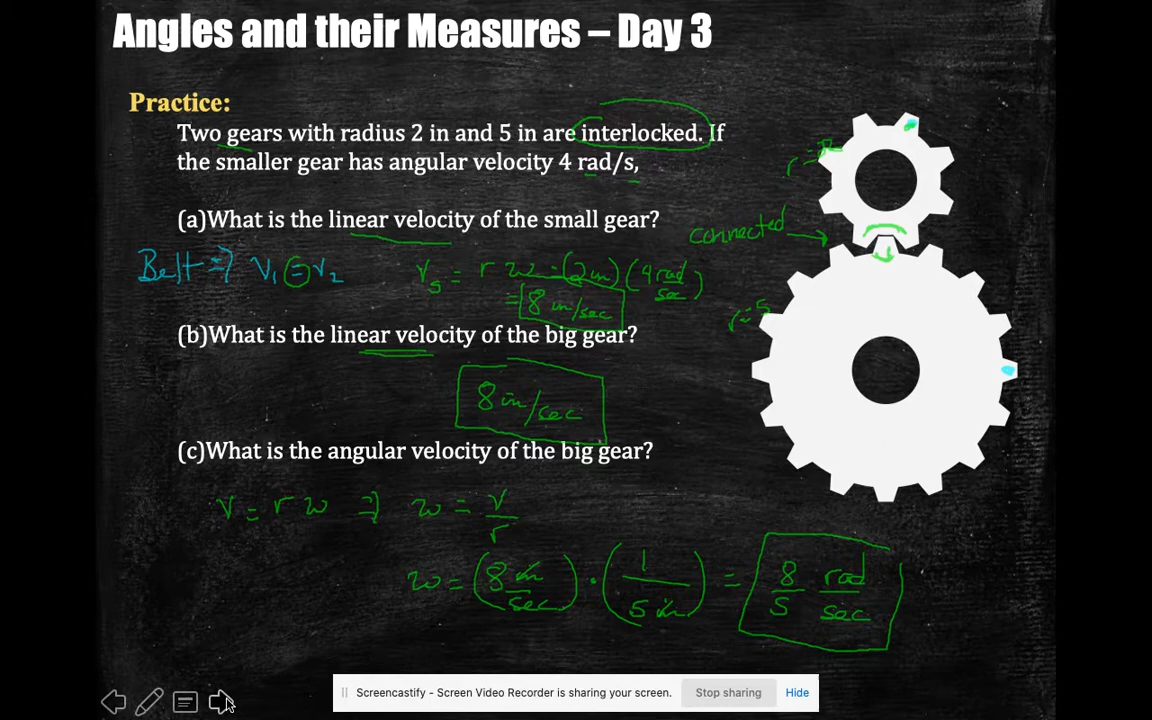 Angles and their Measures – Day 3
Practice:
Two gears with radius 2 in and 5 in are interlocked. If
the smaller gear has angular velocity 4 rad/s,
r = 2
(a)What is the linear velocity of the small gear?
connected →
Belt ⇒ V₁ = V₂
Vₛ = r w = (2in) (4 rad/sec)
= 8 in/sec
r = 5
(b)What is the linear velocity of the big gear?
8 in/sec
(c)What is the angular velocity of the big gear?
V = r w ⇒ w = V/r
w = (8 in/sec) · (1/5 in) = 8/5 rad/sec
Screencastify - Screen Video Recorder is sharing your screen. Stop sharing Hide